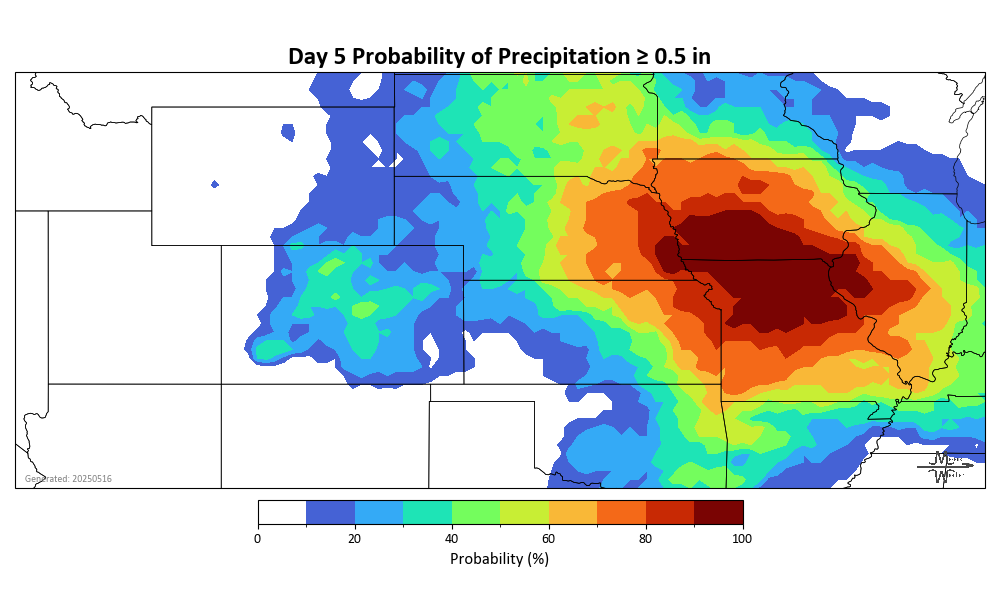 Day 5 Probability of Precipitation ≥ 0.5 in
Generated: 20250516
0 20 40 60 80 100
Probability (%)